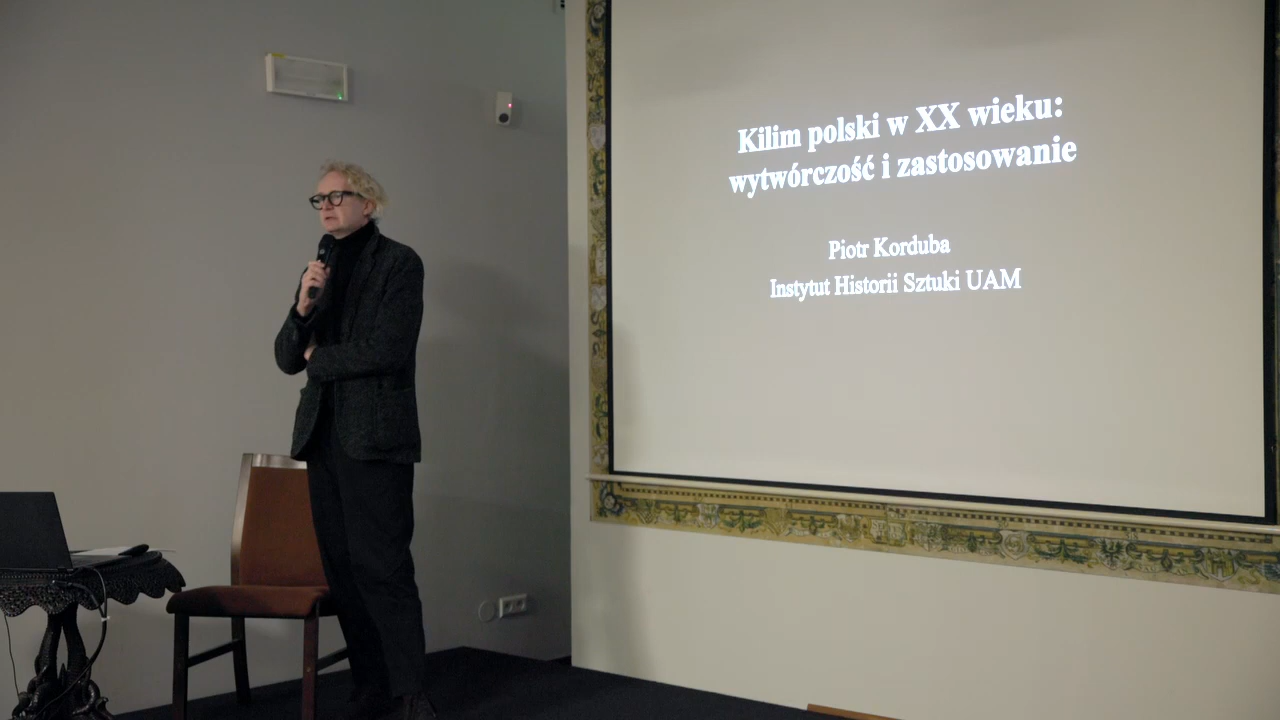 Kilim polski w XX wieku:
wytwórczość i zastosowanie
Piotr Korduba
Instytut Historii Sztuki UAM